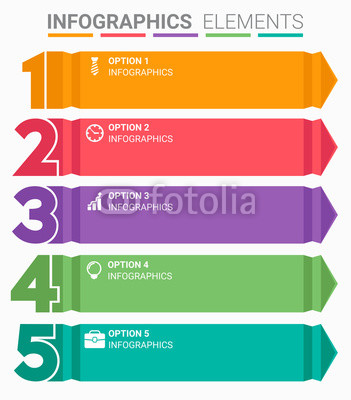 INFOGRAPHICS ELEMENTS
1
OPTION 1
INFOGRAPHICS
2
OPTION 2
INFOGRAPHICS
3
OPTION 3
INFOGRAPHICS
fotolia
4
OPTION 4
INFOGRAPHICS
5
OPTION 5
INFOGRAPHICS